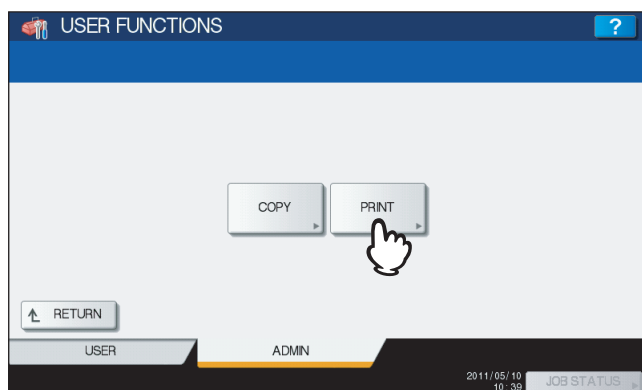 USER FUNCTIONS
?
COPY
PRINT
RETURN
USER
ADMIN
2011/05/10
10:39
JOB STATUS